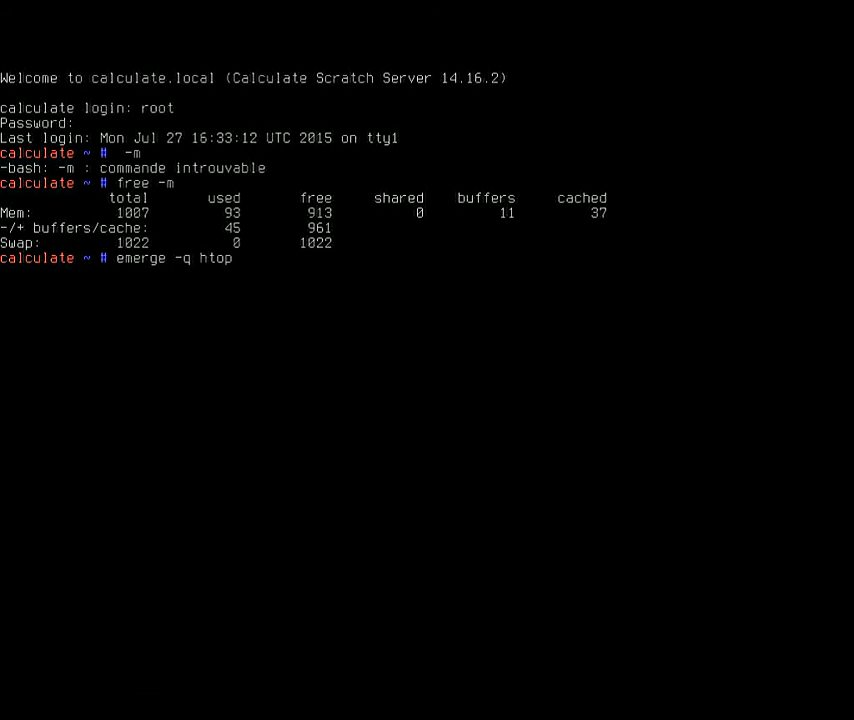 Welcome to calculate.local (Calculate Scratch Server 14.16.2)
calculate login: root
Password:
Last login: Mon Jul 27 16:33:12 UTC 2015 on tty1
calculate ~ #  -m
-bash: -m : commande introuvable
calculate ~ # free -m
             total       used       free     shared    buffers     cached
Mem:          1007         93        913          0         11         37
-/+ buffers/cache:         45        961
Swap:         1022          0       1022
calculate ~ # emerge -q htop